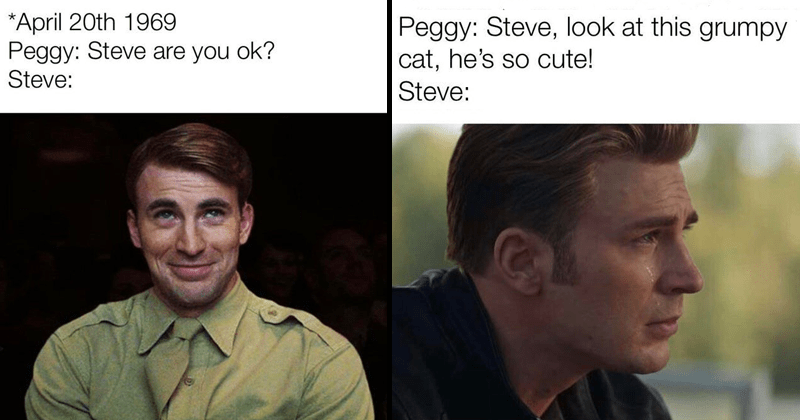 *April 20th 1969
Peggy: Steve are you ok?
Steve:
Peggy: Steve, look at this grumpy
cat, he’s so cute!
Steve: